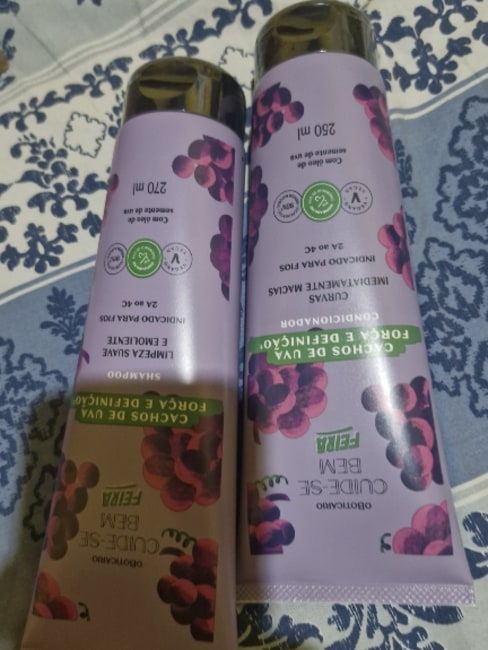 oBOTICÁRIO
CUIDE-SE
BEM
FEIRA
CACHOS DE UVA
FORÇA E DEFINIÇÃO
SHAMPOO
LIMPEZA SUAVE
E EMOLIENTE
INDICADO PARA FIOS
2A ao 4C
VEGANO
Com óleo de
semente de uva
270 ml
oBOTICÁRIO
CUIDE-SE
BEM
FEIRA
CACHOS DE UVA
FORÇA E DEFINIÇÃO
CONDICIONADOR
CURVAS
IMEDIATAMENTE MACIAS
INDICADO PARA FIOS
2A ao 4C
VEGANO
Com óleo de
semente de uva
250 ml